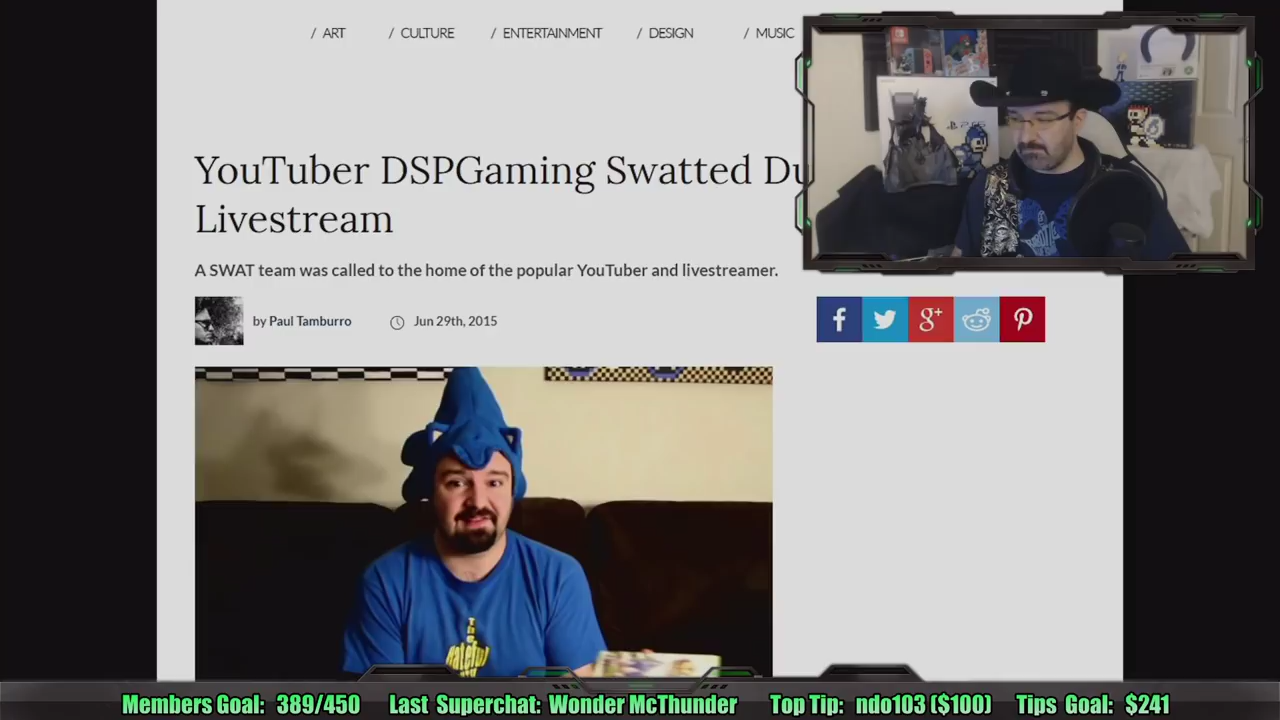 / ART / CULTURE / ENTERTAINMENT / DESIGN / MUSIC
YouTuber DSPGaming Swatted Du
Livestream
A SWAT team was called to the home of the popular YouTuber and livestreamer.
by Paul Tamburro Jun 29th, 2015
Members Goal: 389/450 Last Superchat: Wonder McThunder Top Tip: ndo103 ($100) Tips Goal: $241